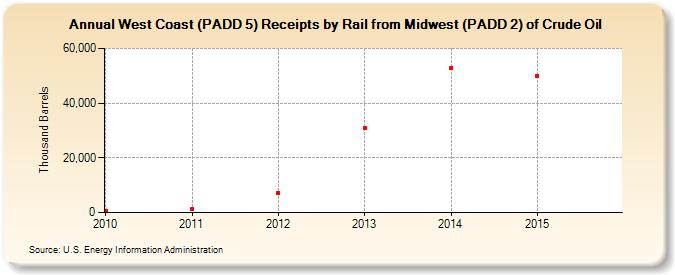 Annual West Coast (PADD 5) Receipts by Rail from Midwest (PADD 2) of Crude Oil
Thousand Barrels
60,000
40,000
20,000
0
2010 2011 2012 2013 2014 2015
Source: U.S. Energy Information Administration